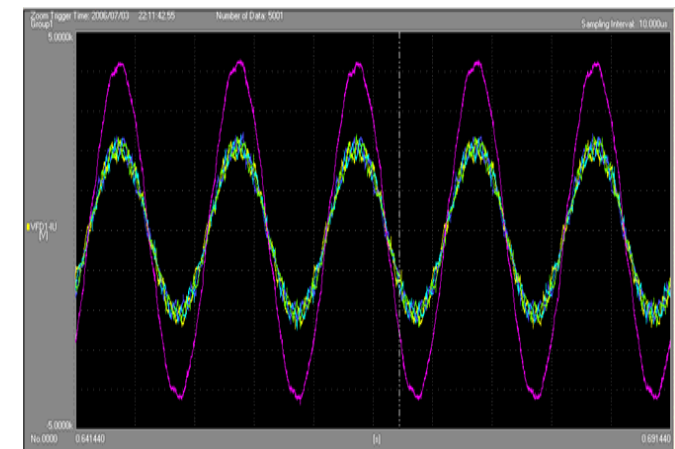 Zoom Trigger Time: 2006/07/03 22:11:42.55 Number of Data: 5001
Group1 Sampling Interval: 10.000us
5.0000k
VFD1-IU
[V]
-5.0000k
No.0000 0.641440 [s] 0.691440